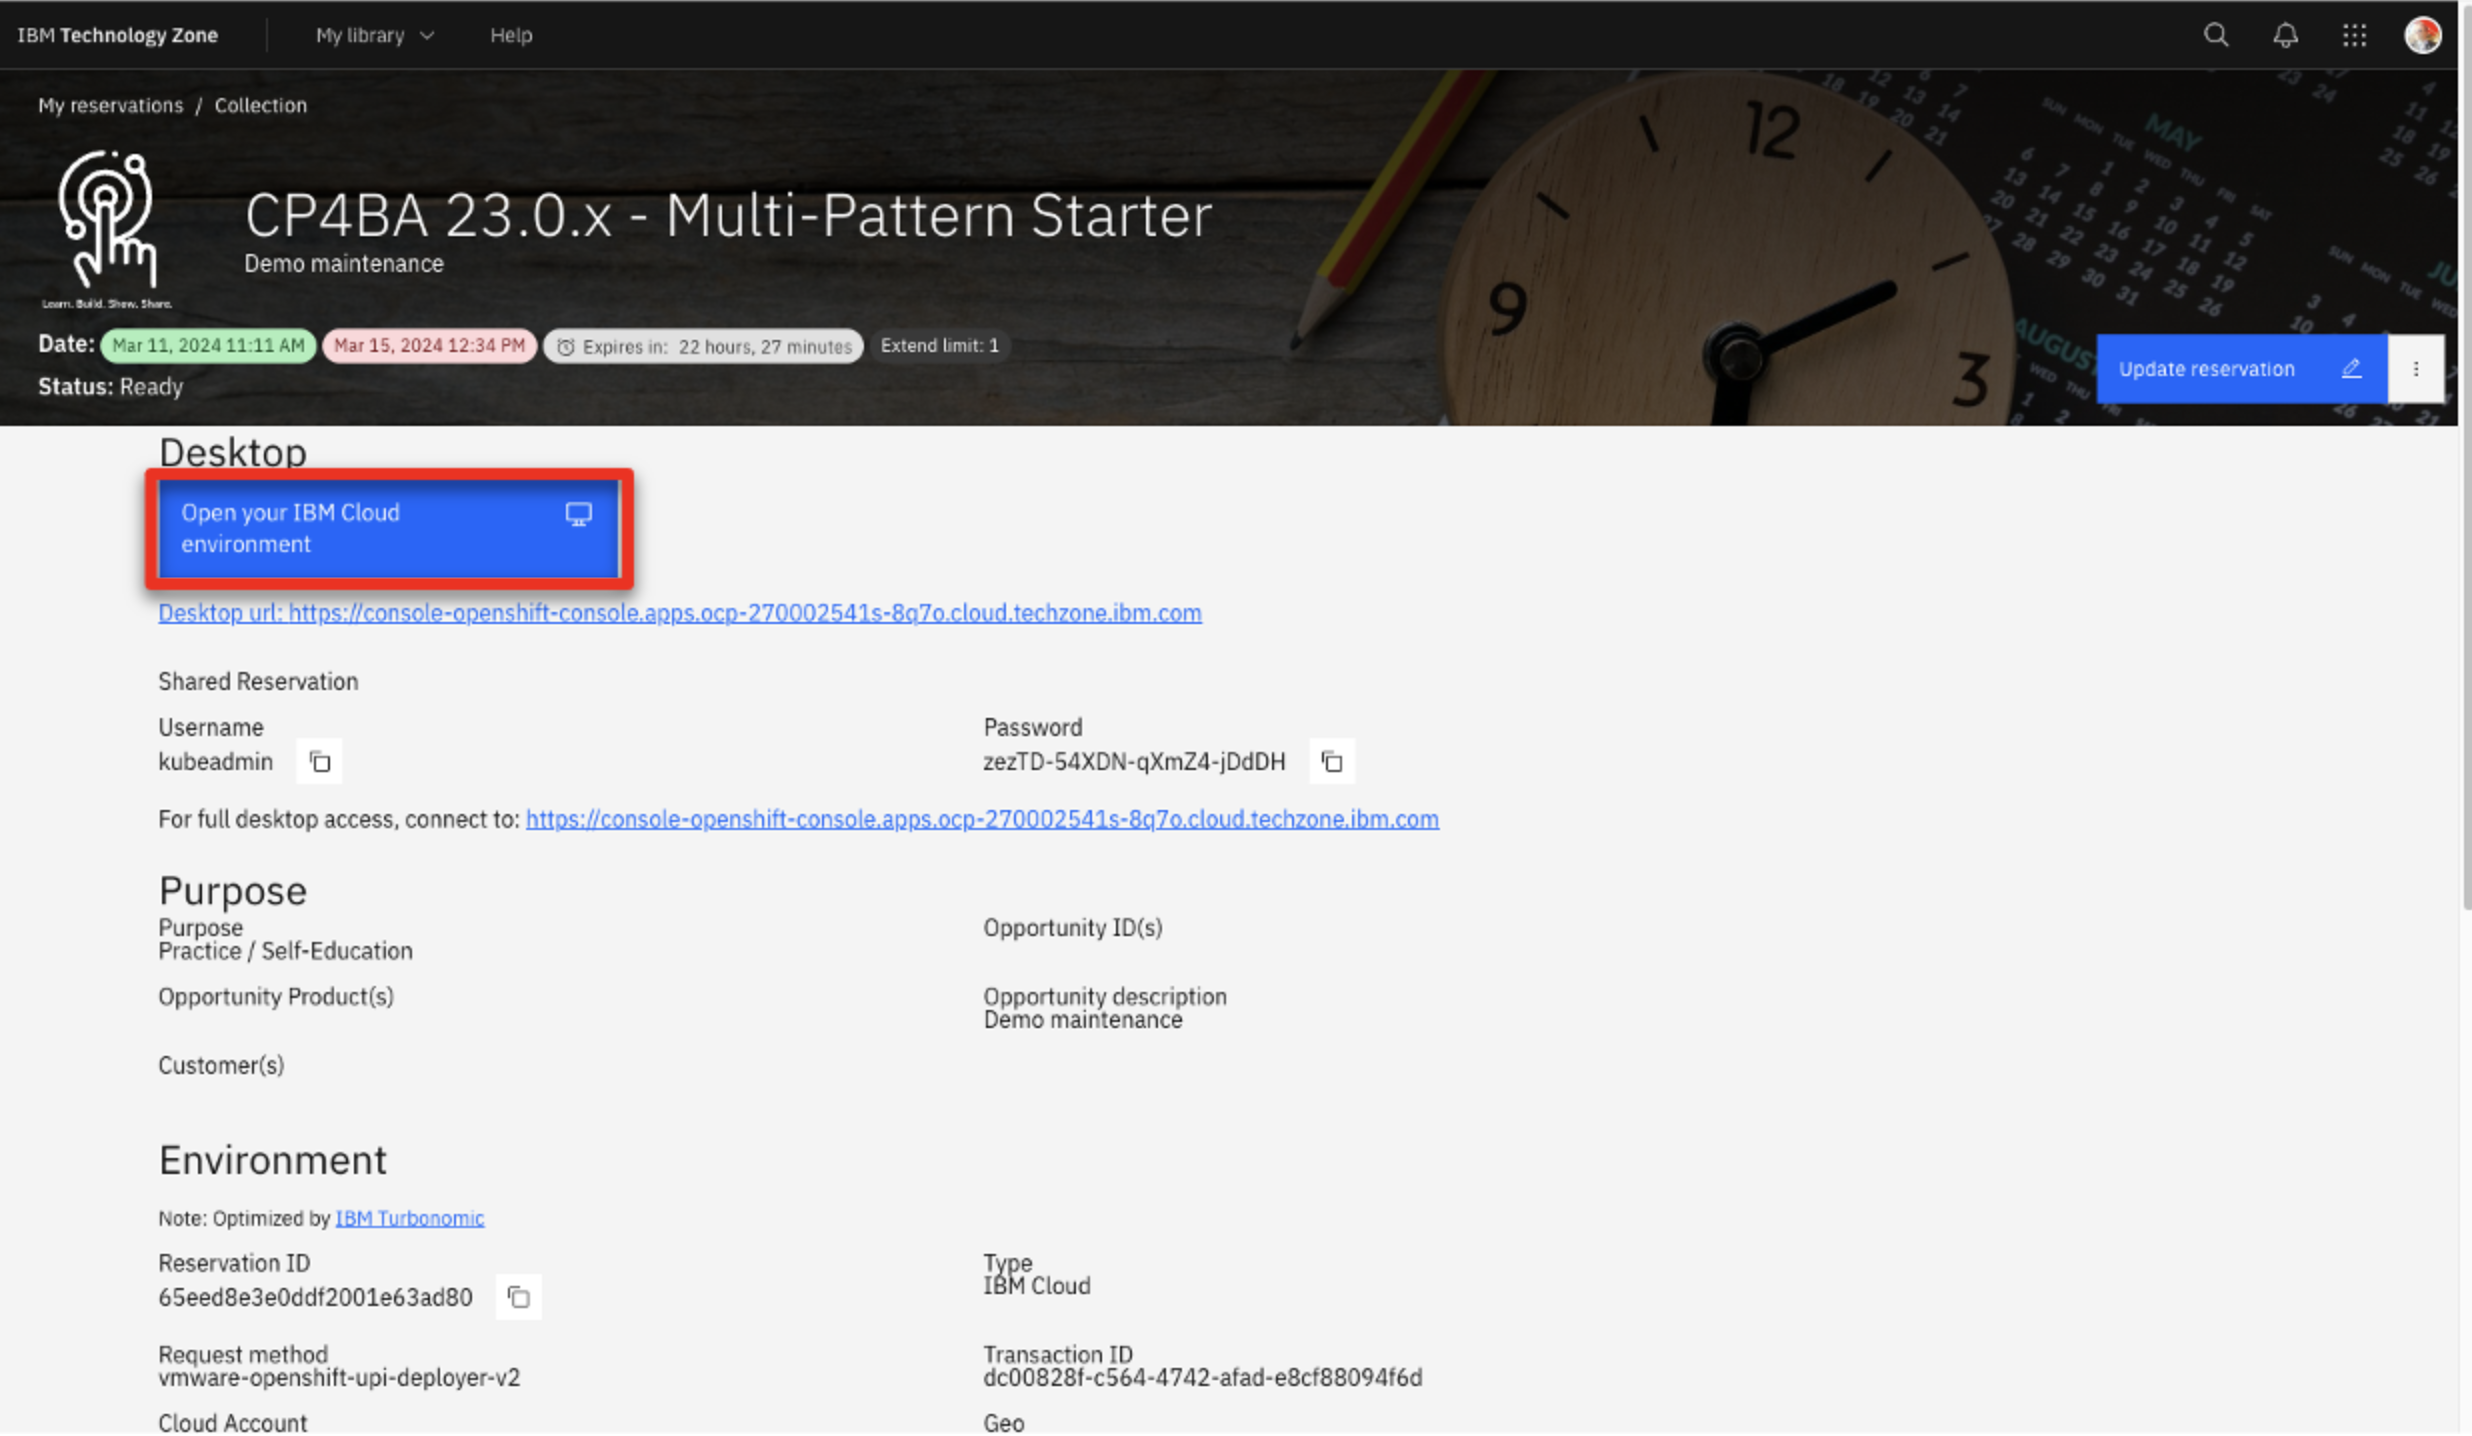 IBM Technology Zone
My library
Help
My reservations / Collection
CP4BA 23.0.x - Multi-Pattern Starter
Demo maintenance
Learn. Build. Show. Share.
Date: Mar 11, 2024 11:11 AM Mar 15, 2024 12:34 PM Expires in: 22 hours, 27 minutes Extend limit: 1
Status: Ready
12
9
3
MAY
AUGUST
Update reservation
Desktop
Open your IBM Cloud
environment
Desktop url: https://console-openshift-console.apps.ocp-270002541s-8q7o.cloud.techzone.ibm.com
Shared Reservation
Username
kubeadmin
Password
zezTD-54XDN-qXmZ4-jDdDH
For full desktop access, connect to: https://console-openshift-console.apps.ocp-270002541s-8q7o.cloud.techzone.ibm.com
Purpose
Purpose
Practice / Self-Education
Opportunity ID(s)
Opportunity Product(s)
Opportunity description
Demo maintenance
Customer(s)
Environment
Note: Optimized by IBM Turbonomic
Reservation ID
65eed8e3e0ddf2001e63ad80
Type
IBM Cloud
Request method
vmware-openshift-upi-deployer-v2
Transaction ID
dc00828f-c564-4742-afad-e8cf88094f6d
Cloud Account
Geo